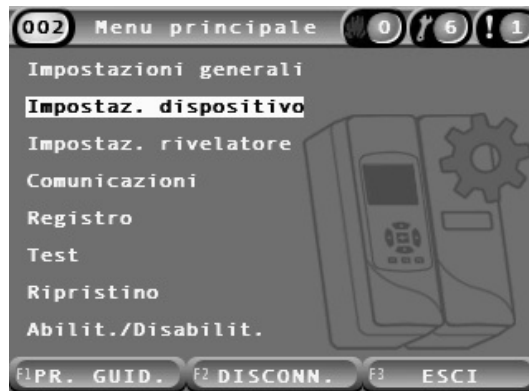 002 Menu principale 0 6 ! 1
Impostazioni generali
Impostaz. dispositivo
Impostaz. rivelatore
Comunicazioni
Registro
Test
Ripristino
Abilit./Disabilit.
F1 PR. GUID. F2 DISCONN. F3 ESCI